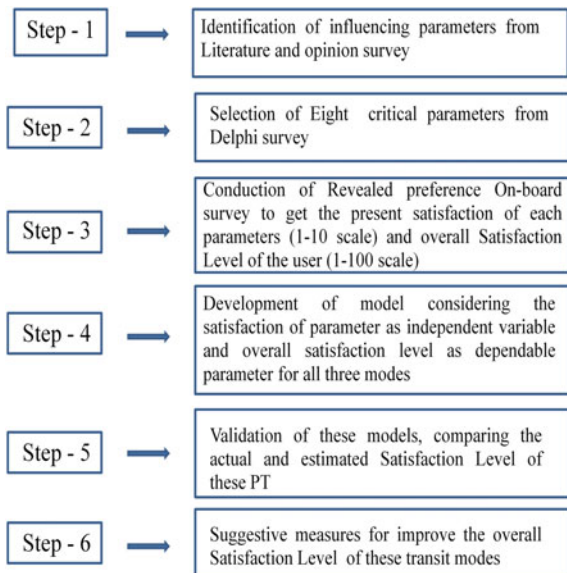 Step - 1
Identification of influencing parameters from
Literature and opinion survey
Step - 2
Selection of Eight critical parameters from
Delphi survey
Step - 3
Conduction of Revealed preference On-board
survey to get the present satisfaction of each
parameters (1-10 scale) and overall Satisfaction
Level of the user (1-100 scale)
Step - 4
Development of model considering the
satisfaction of parameter as independent variable
and overall satisfaction level as dependable
parameter for all three modes
Step - 5
Validation of these models, comparing the
actual and estimated Satisfaction Level of
these PT
Step - 6
Suggestive measures for improve the overall
Satisfaction Level of these transit modes